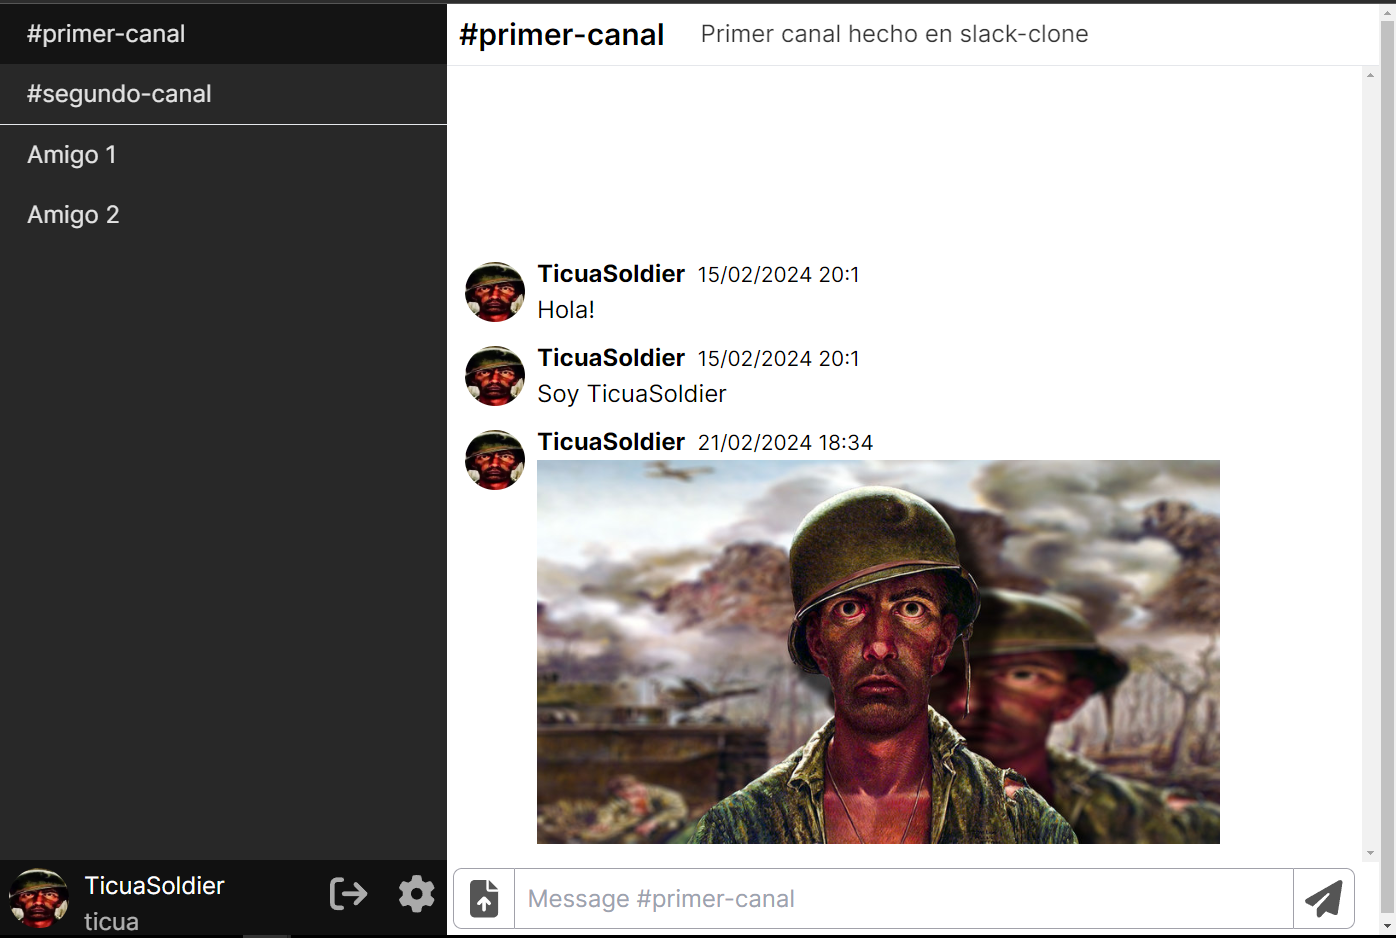 #primer-canal
#segundo-canal
Amigo 1
Amigo 2
TicuaSoldier
ticua
#primer-canal Primer canal hecho en slack-clone
TicuaSoldier 15/02/2024 20:1
Hola!
TicuaSoldier 15/02/2024 20:1
Soy TicuaSoldier
TicuaSoldier 21/02/2024 18:34
Message #primer-canal